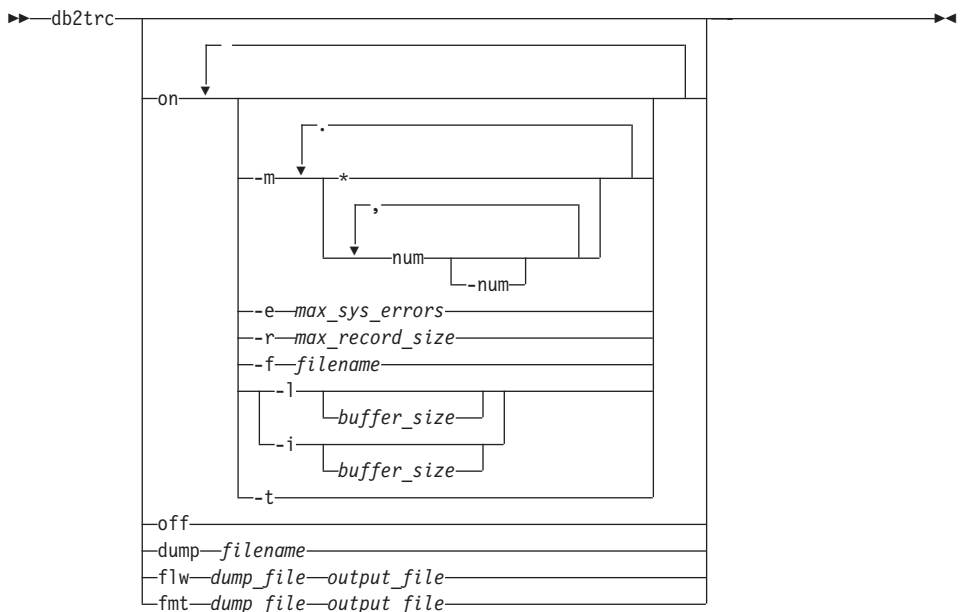 db2trc
on
.
-m *
,
num
-num
-e max_sys_errors
-r max_record_size
-f filename
-l
buffer_size
-i
buffer_size
-t
off
dump filename
flw dump_file output_file
fmt dump_file output_file